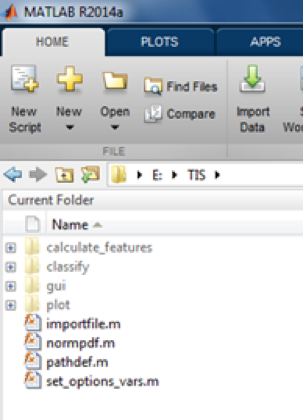 MATLAB R2014a
HOME PLOTS APPS
New Script
New
Open
Find Files
Compare
Import Data
FILE
E: TIS
Current Folder
Name
calculate_features
classify
gui
plot
importfile.m
normpdf.m
pathdef.m
set_options_vars.m